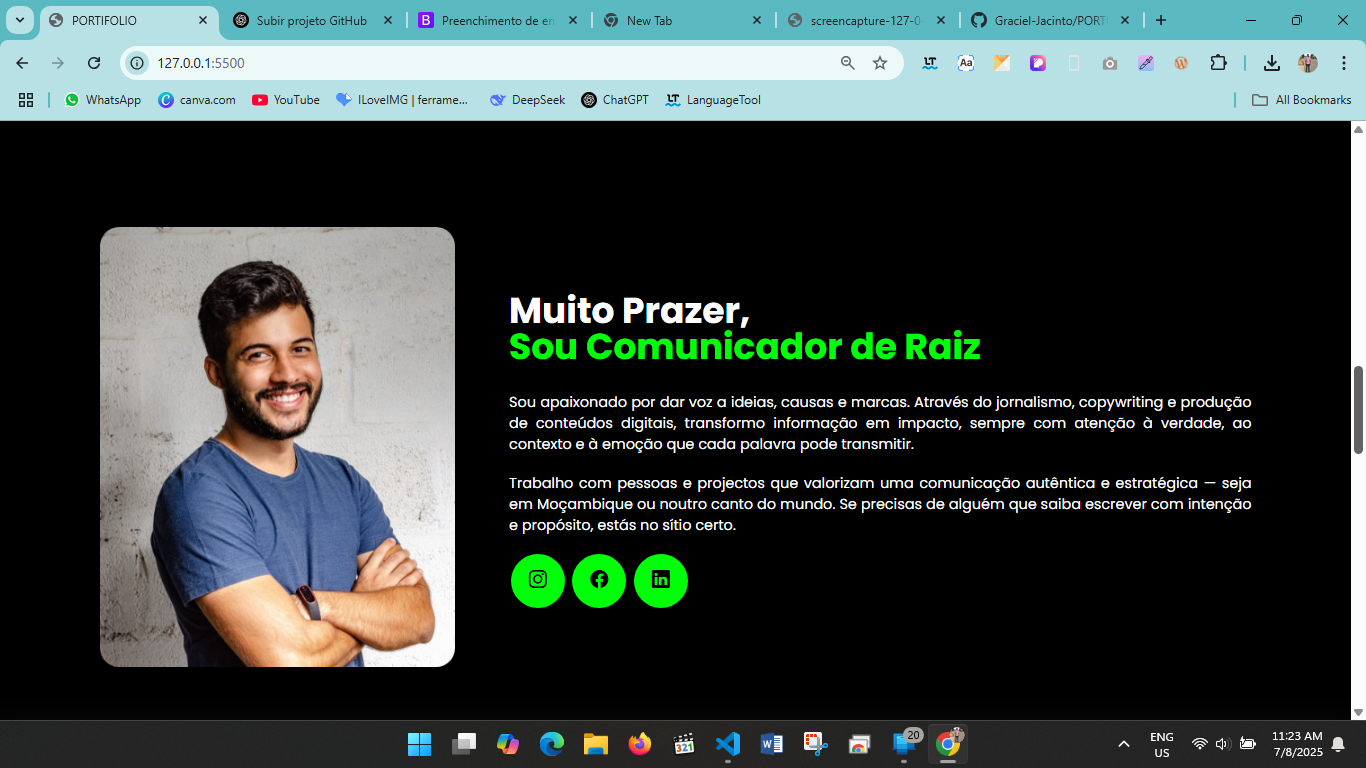 PORTIFOLIO
Subir projeto GitHub
Preenchimento de en
New Tab
screencapture-127-0
Graciel-Jacinto/PORT
127.0.0.1:5500
WhatsApp
canva.com
YouTube
ILoveIMG | ferrame...
DeepSeek
ChatGPT
LanguageTool
All Bookmarks
Muito Prazer,
Sou Comunicador de Raiz
Sou apaixonado por dar voz a ideias, causas e marcas. Através do jornalismo, copywriting e produção
de conteúdos digitais, transformo informação em impacto, sempre com atenção à verdade, ao
contexto e à emoção que cada palavra pode transmitir.
Trabalho com pessoas e projectos que valorizam uma comunicação autêntica e estratégica — seja
em Moçambique ou noutro canto do mundo. Se precisas de alguém que saiba escrever com intenção
e propósito, estás no sítio certo.
321
20
ENG
US
11:23 AM
7/8/2025